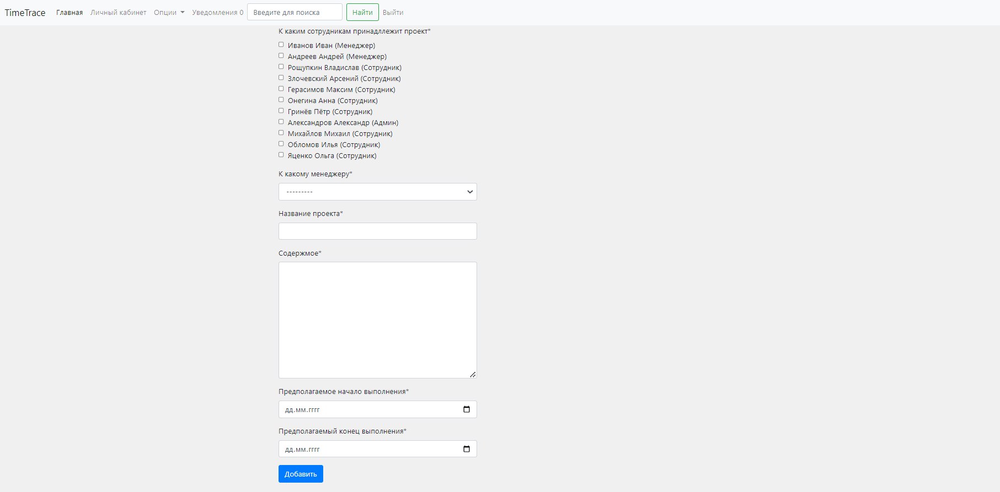 TimeTrace Главная Личный кабинет Опции Уведомления 0 Введите для поиска Найти Выйти
К каким сотрудникам принадллежит проект*
Иванов Иван (Менеджер)
Андреев Андрей (Менеджер)
Рощупкин Владислав (Сотрудник)
Злочевский Арсений (Сотрудник)
Герасимов Максим (Сотрудник)
Онегина Анна (Сотрудник)
Гринёв Пётр (Сотрудник)
Александров Александр (Админ)
Михайлов Михаил (Сотрудник)
Обломов Илья (Сотрудник)
Яценко Ольга (Сотрудник)
К какому менеджеру*
---------
Название проекта*
Содержмое*
Предполагаемое начало выполнения*
дд.мм.гггг
Предполагаемый конец выполнения*
дд.мм.гггг
Добавить